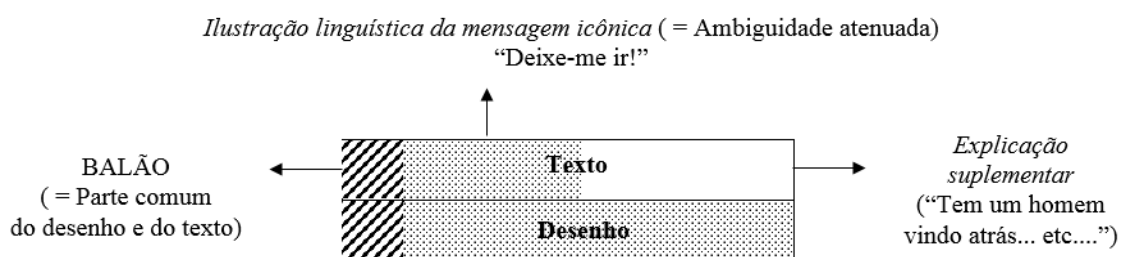 Ilustração linguística da mensagem icônica ( = Ambiguidade atenuada)
“Deixe-me ir!”
BALÃO
( = Parte comum
do desenho e do texto)
Texto
Desenho
Explicação
suplementar
(“Tem um homem
vindo atrás... etc....”)